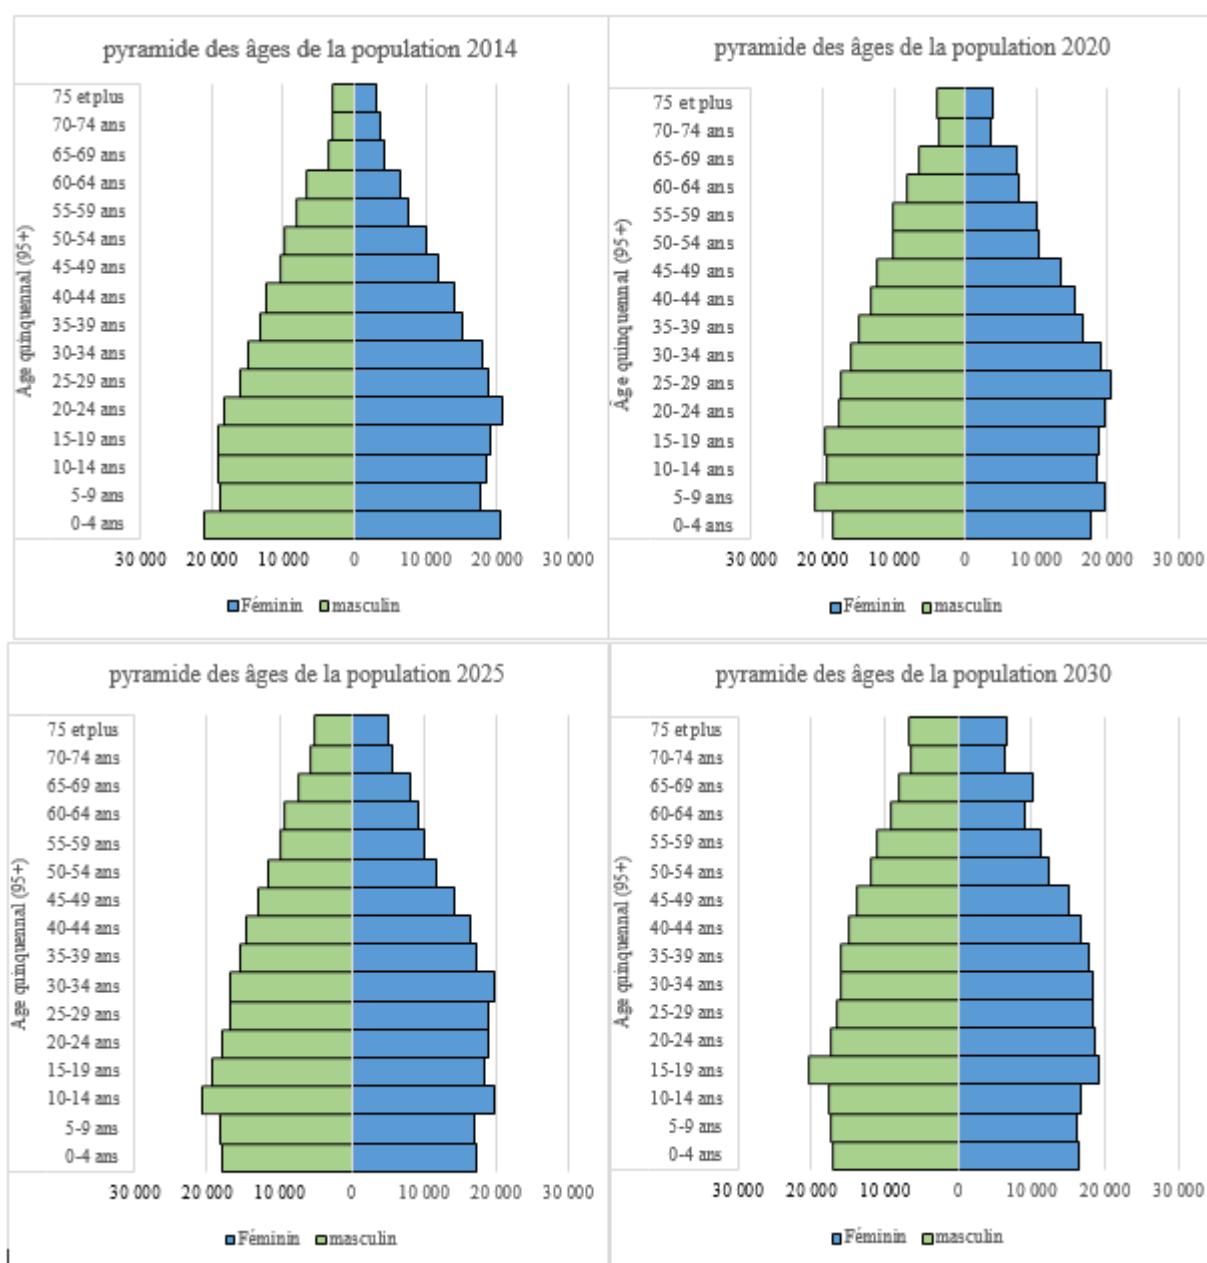 pyramide des âges de la population 2014
75 et plus
70-74 ans
65-69 ans
60-64 ans
55-59 ans
50-54 ans
45-49 ans
40-44 ans
35-39 ans
30-34 ans
25-29 ans
20-24 ans
15-19 ans
10-14 ans
5-9 ans
0-4 ans
Age quinquennal (95+)
30 000 20 000 10 000 0 10 000 20 000 30 000
Féminin masculin
pyramide des âges de la population 2020
75 et plus
70-74 ans
65-69 ans
60-64 ans
55-59 ans
50-54 ans
45-49 ans
40-44 ans
35-39 ans
30-34 ans
25-29 ans
20-24 ans
15-19 ans
10-14 ans
5-9 ans
0-4 ans
Âge quinquennal (95+)
30 000 20 000 10 000 0 10 000 20 000 30 000
Féminin masculin
pyramide des âges de la population 2025
75 et plus
70-74 ans
65-69 ans
60-64 ans
55-59 ans
50-54 ans
45-49 ans
40-44 ans
35-39 ans
30-34 ans
25-29 ans
20-24 ans
15-19 ans
10-14 ans
5-9 ans
0-4 ans
Age quinquennal (95+)
30 000 20 000 10 000 0 10 000 20 000 30 000
Féminin masculin
pyramide des âges de la population 2030
75 et plus
70-74 ans
65-69 ans
60-64 ans
55-59 ans
50-54 ans
45-49 ans
40-44 ans
35-39 ans
30-34 ans
25-29 ans
20-24 ans
15-19 ans
10-14 ans
5-9 ans
0-4 ans
Age quinquennal (95+)
30 000 20 000 10 000 0 10 000 20 000 30 000
Féminin masculin